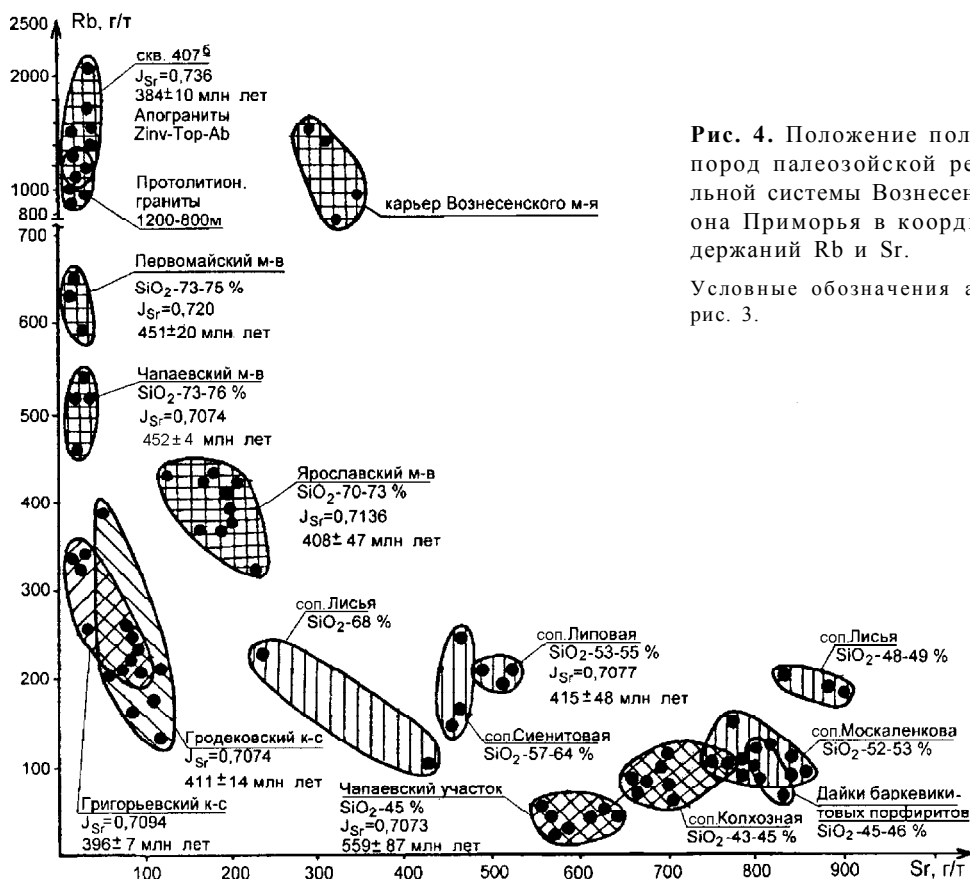 Rb, г/т
2500
2000
1000
800
700
600
500
400
300
200
100
скв. 407б
JSr=0,736
384±10 млн лет
Апограниты
Zinv-Top-Ab
Протолитион.
граниты
1200-800м
карьер Вознесенского м-я
Первомайский м-в
SiO2-73-75 %
JSr=0,720
451±20 млн лет
Чапаевский м-в
SiO2-73-76 %
JSr=0,7074
452±4 млн лет
Ярославский м-в
SiO2-70-73 %
JSr=0,7136
408±47 млн лет
соп.Лисья
SiO2-68 %
соп.Липовая
SiO2-53-55 %
JSr=0,7077
415±48 млн лет
соп.Лисья
SiO2-48-49 %
соп.Сиенитовая
SiO2-57-64 %
соп.Москаленкова
SiO2-52-53 %
Гродековский к-с
JSr=0,7074
411±14 млн лет
Григорьевский к-с
JSr=0,7094
396±7 млн лет
Чапаевский участок
SiO2-45 %
JSr=0,7073
559±87 млн лет
соп.Колхозная
SiO2-43-45 %
Дайки баркевики-
товых порфиритов
SiO2-45-46 %
100 200 300 400 500 600 700 800 900 Sr, г/т
Рис. 4. Положение пол
пород палеозойской ре
льной системы Вознесен
она Приморья в коорд
держаний Rb и Sr.
Условные обозначения а
рис. 3.